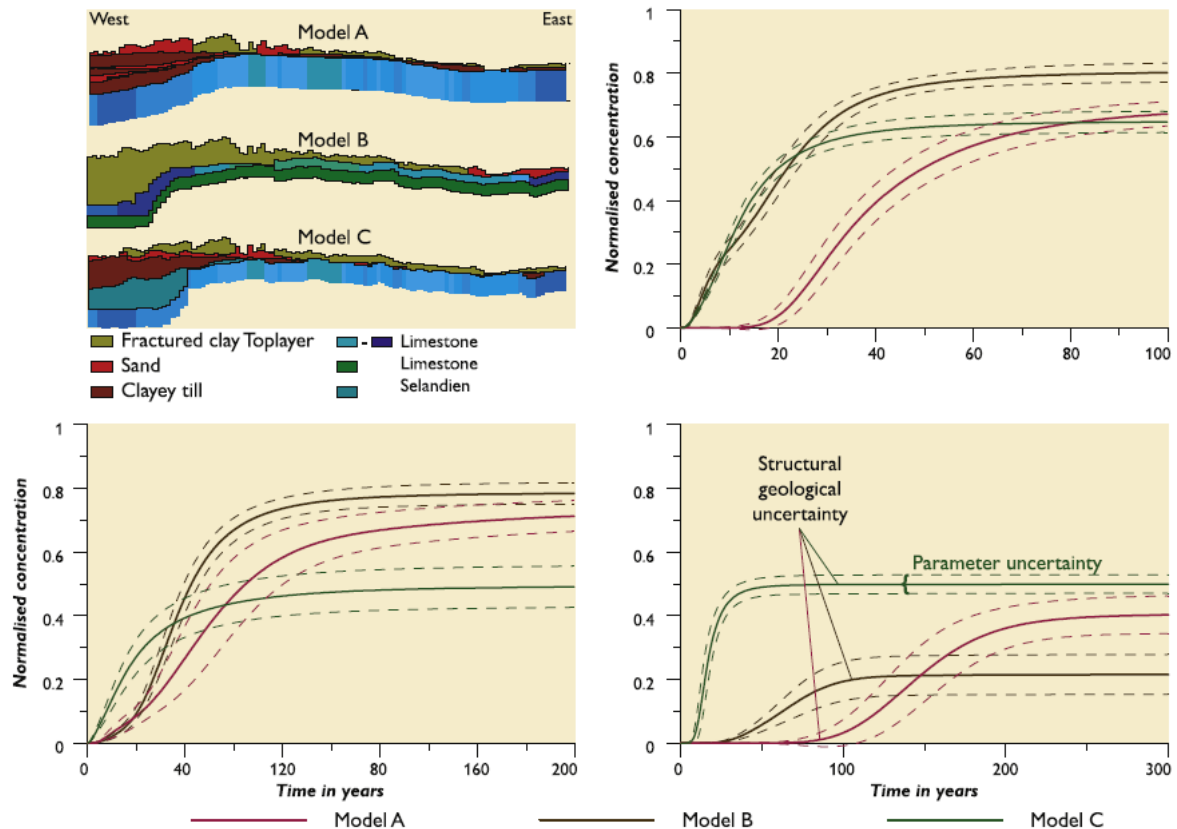 West
East
Model A
Model B
Model C
Fractured clay Toplayer
Sand
Clayey till
- Limestone
Limestone
Selandien
Normalised concentration
1
0.8
0.6
0.4
0.2
0
0 20 40 60 80 100
Normalised concentration
1
0.8
0.6
0.4
0.2
0
0 40 120 80 160 200
Time in years
1
0.8
0.6
0.4
0.2
0
Structural
geological
uncertainty
Parameter uncertainty
0 100 200 300
Time in years
Model A
Model B
Model C